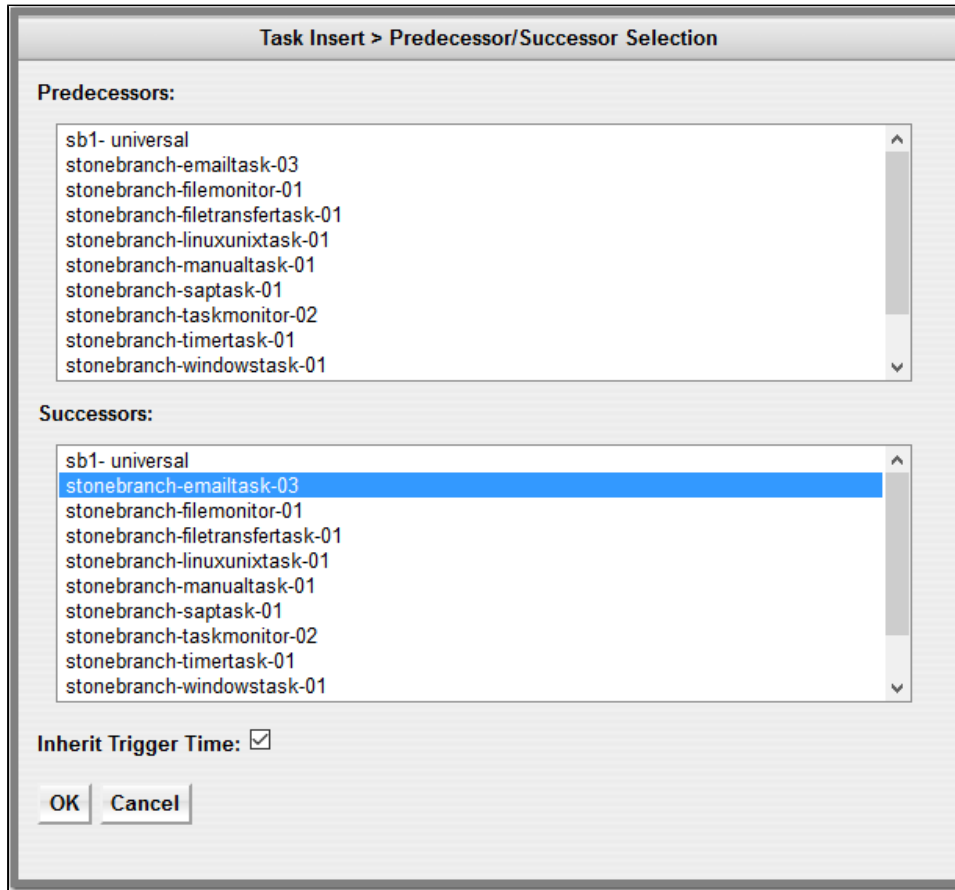 Task Insert > Predecessor/Successor Selection
Predecessors:
sb1- universal
stonebranch-emailtask-03
stonebranch-filemonitor-01
stonebranch-filetransfertask-01
stonebranch-linuxunixtask-01
stonebranch-manualtask-01
stonebranch-saptask-01
stonebranch-taskmonitor-02
stonebranch-timertask-01
stonebranch-windowstask-01
Successors:
sb1- universal
stonebranch-emailtask-03
stonebranch-filemonitor-01
stonebranch-filetransfertask-01
stonebranch-linuxunixtask-01
stonebranch-manualtask-01
stonebranch-saptask-01
stonebranch-taskmonitor-02
stonebranch-timertask-01
stonebranch-windowstask-01
Inherit Trigger Time:
OK Cancel